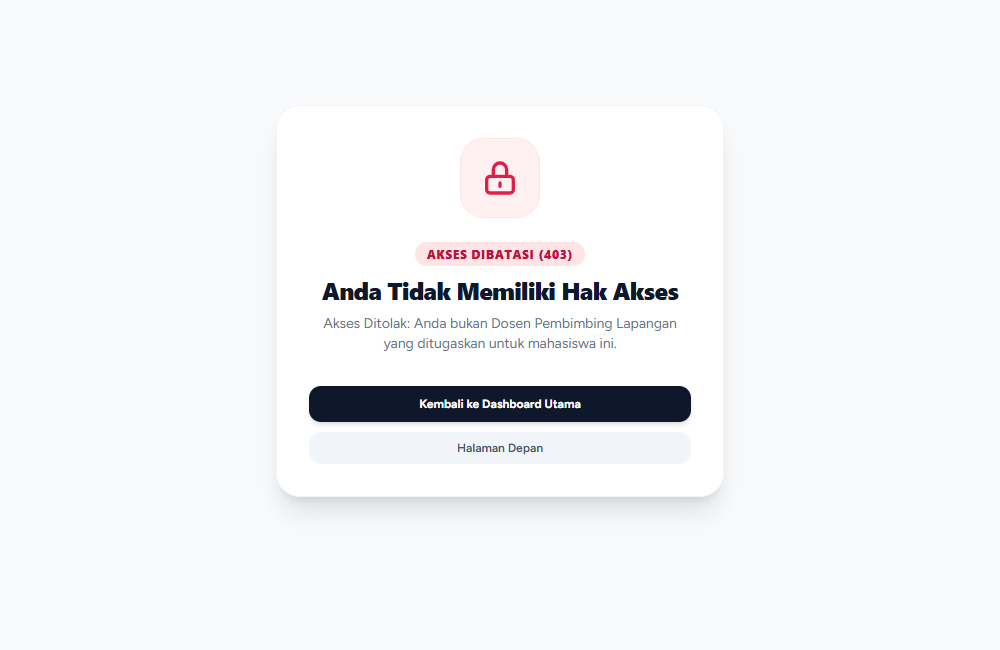 AKSES DIBATASI (403)
Anda Tidak Memiliki Hak Akses
Akses Ditolak: Anda bukan Dosen Pembimbing Lapangan
yang ditugaskan untuk mahasiswa ini.
Kembali ke Dashboard Utama
Halaman Depan